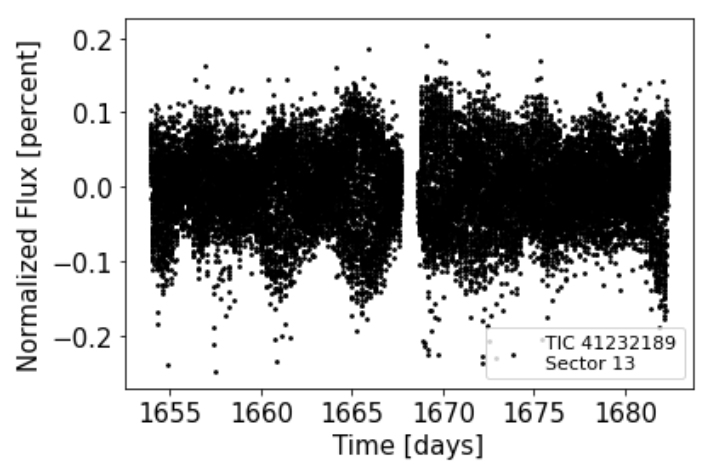 Normalized Flux [percent]
0.2
0.1
0.0
−0.1
−0.2
TIC 41232189
Sector 13
1655 1660 1665 1670 1675 1680
Time [days]